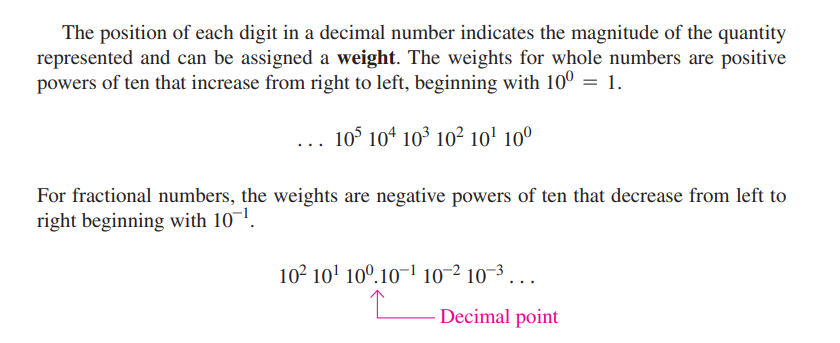 The position of each digit in a decimal number indicates the magnitude of the quantity
represented and can be assigned a weight. The weights for whole numbers are positive
powers of ten that increase from right to left, beginning with 10⁰ = 1.
... 10⁵ 10⁴ 10³ 10² 10¹ 10⁰
For fractional numbers, the weights are negative powers of ten that decrease from left to
right beginning with 10⁻¹.
10² 10¹ 10⁰.10⁻¹ 10⁻² 10⁻³ ...
Decimal point